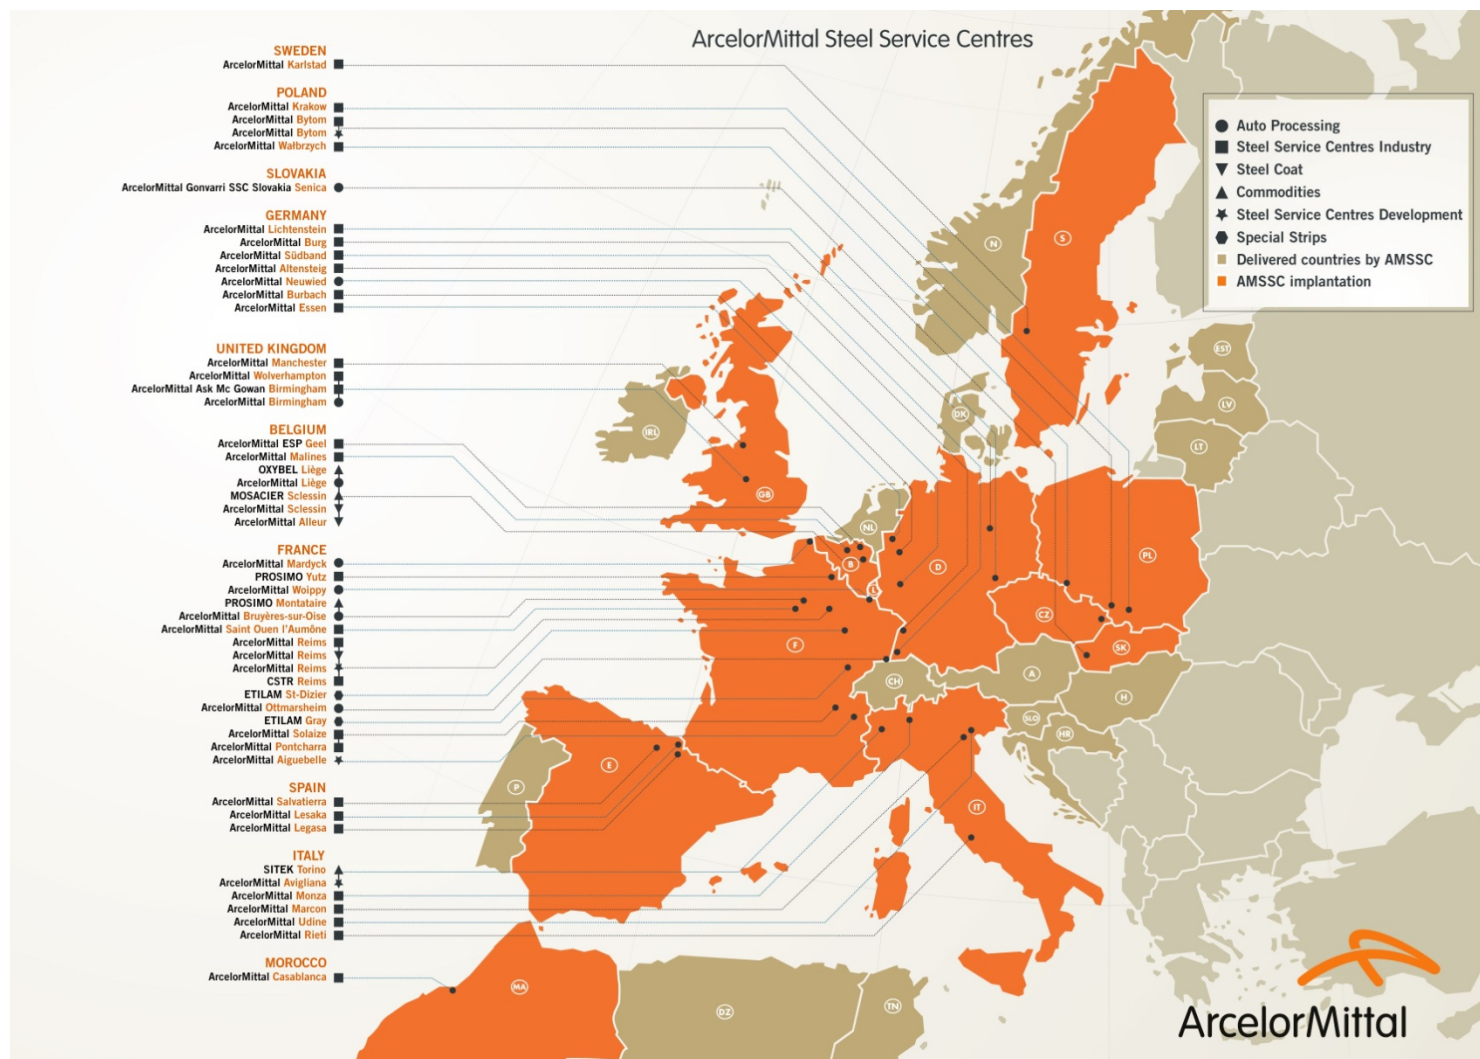 ArcelorMittal Steel Service Centres
SWEDEN
ArcelorMittal Karlstad
POLAND
ArcelorMittal Krakow
ArcelorMittal Bytom
ArcelorMittal Bytom
ArcelorMittal Wałbrzych
SLOVAKIA
ArcelorMittal Gonvarri SSC Slovakia Senica
GERMANY
ArcelorMittal Lichtenstein
ArcelorMittal Burg
ArcelorMittal Südband
ArcelorMittal Altensteig
ArcelorMittal Neuwied
ArcelorMittal Burbach
ArcelorMittal Essen
UNITED KINGDOM
ArcelorMittal Manchester
ArcelorMittal Wolverhampton
ArcelorMittal Ask Mc Gowan Birmingham
ArcelorMittal Birmingham
BELGIUM
ArcelorMittal ESP Geel
ArcelorMittal Malines
OXYBEL Liège
ArcelorMittal Liège
MOSACIER Sclessin
ArcelorMittal Sclessin
ArcelorMittal Alleur
FRANCE
ArcelorMittal Mardyck
PROSIMO Yutz
ArcelorMittal Woippy
PROSIMO Montataire
ArcelorMittal Bruyères-sur-Oise
ArcelorMittal Saint Ouen l'Aumône
ArcelorMittal Reims
ArcelorMittal Reims
ArcelorMittal Reims
CSTR Reims
ETILAM St-Dizier
ArcelorMittal Ottmarsheim
ETILAM Gray
ArcelorMittal Solaize
ArcelorMittal Pontcharra
ArcelorMittal Aiguebelle
SPAIN
ArcelorMittal Salvatierra
ArcelorMittal Lesaka
ArcelorMittal Legasa
ITALY
SITEK Torino
ArcelorMittal Avigliana
ArcelorMittal Monza
ArcelorMittal Marcon
ArcelorMittal Udine
ArcelorMittal Rieti
MOROCCO
ArcelorMittal Casablanca
Auto Processing
Steel Service Centres Industry
Steel Coat
Commodities
Steel Service Centres Development
Special Strips
Delivered countries by AMSSC
AMSSC implantation
N
S
EST
LV
LT
DK
IRL
GB
NL
B
L
D
PL
CZ
SK
F
CH
A
H
SLO
HR
P
E
IT
MA
DZ
TN
ArcelorMittal